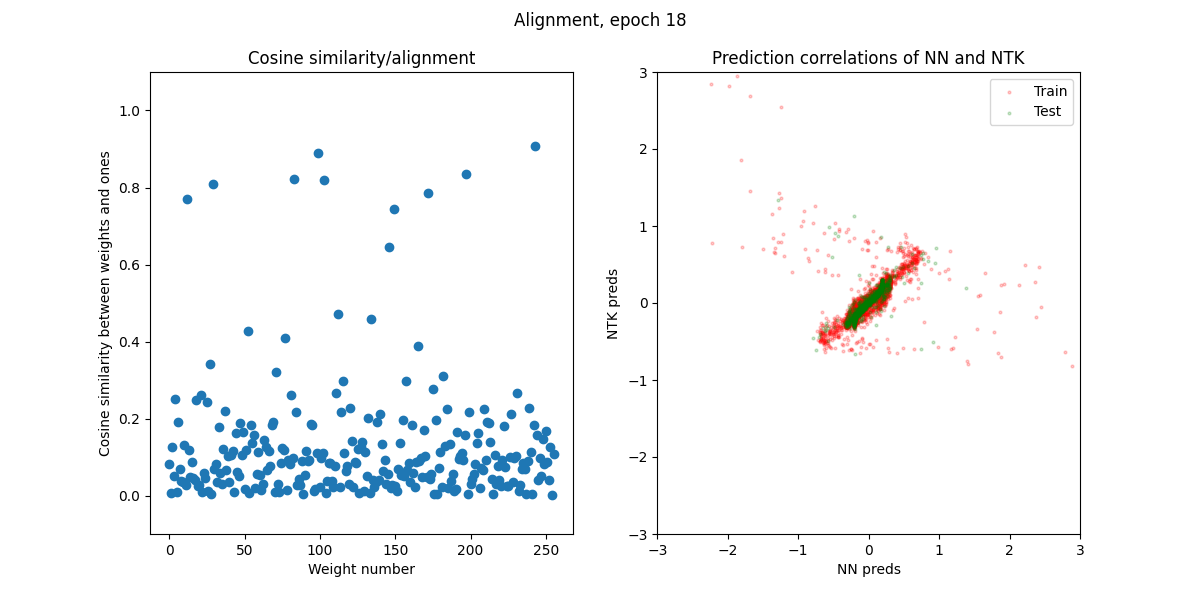 Alignment, epoch 18
Cosine similarity/alignment
Cosine similarity between weights and ones
1.0
0.8
0.6
0.4
0.2
0.0
0 50 100 150 200 250
Weight number
Prediction correlations of NN and NTK
Train
Test
NTK preds
3
2
1
0
−1
−2
−3
−3 −2 −1 0 1 2 3
NN preds